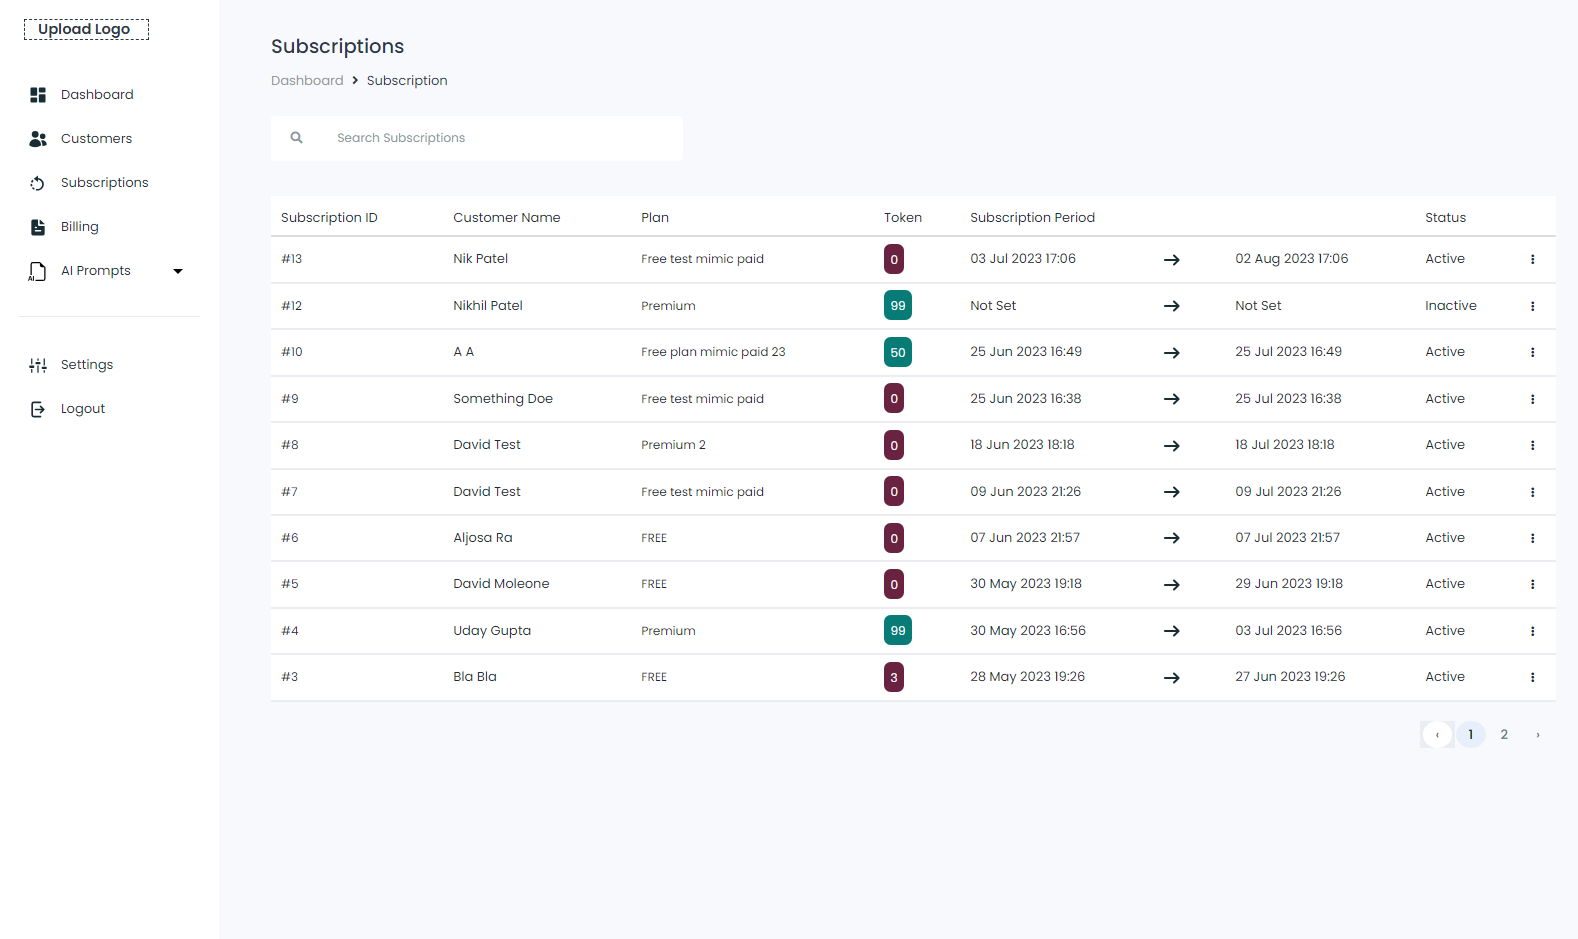 Upload Logo
Dashboard
Customers
Subscriptions
Billing
AI Prompts
Settings
Logout
Subscriptions
Dashboard > Subscription
Search Subscriptions
Subscription ID Customer Name Plan Token Subscription Period Status
#13 Nik Patel Free test mimic paid 0 03 Jul 2023 17:06 → 02 Aug 2023 17:06 Active
#12 Nikhil Patel Premium 99 Not Set → Not Set Inactive
#10 A A Free plan mimic paid 23 50 25 Jun 2023 16:49 → 25 Jul 2023 16:49 Active
#9 Something Doe Free test mimic paid 0 25 Jun 2023 16:38 → 25 Jul 2023 16:38 Active
#8 David Test Premium 2 0 18 Jun 2023 18:18 → 18 Jul 2023 18:18 Active
#7 David Test Free test mimic paid 0 09 Jun 2023 21:26 → 09 Jul 2023 21:26 Active
#6 Aljosa Ra FREE 0 07 Jun 2023 21:57 → 07 Jul 2023 21:57 Active
#5 David Moleone FREE 0 30 May 2023 19:18 → 29 Jun 2023 19:18 Active
#4 Uday Gupta Premium 99 30 May 2023 16:56 → 03 Jul 2023 16:56 Active
#3 Bla Bla FREE 3 28 May 2023 19:26 → 27 Jun 2023 19:26 Active
‹ 1 2 ›